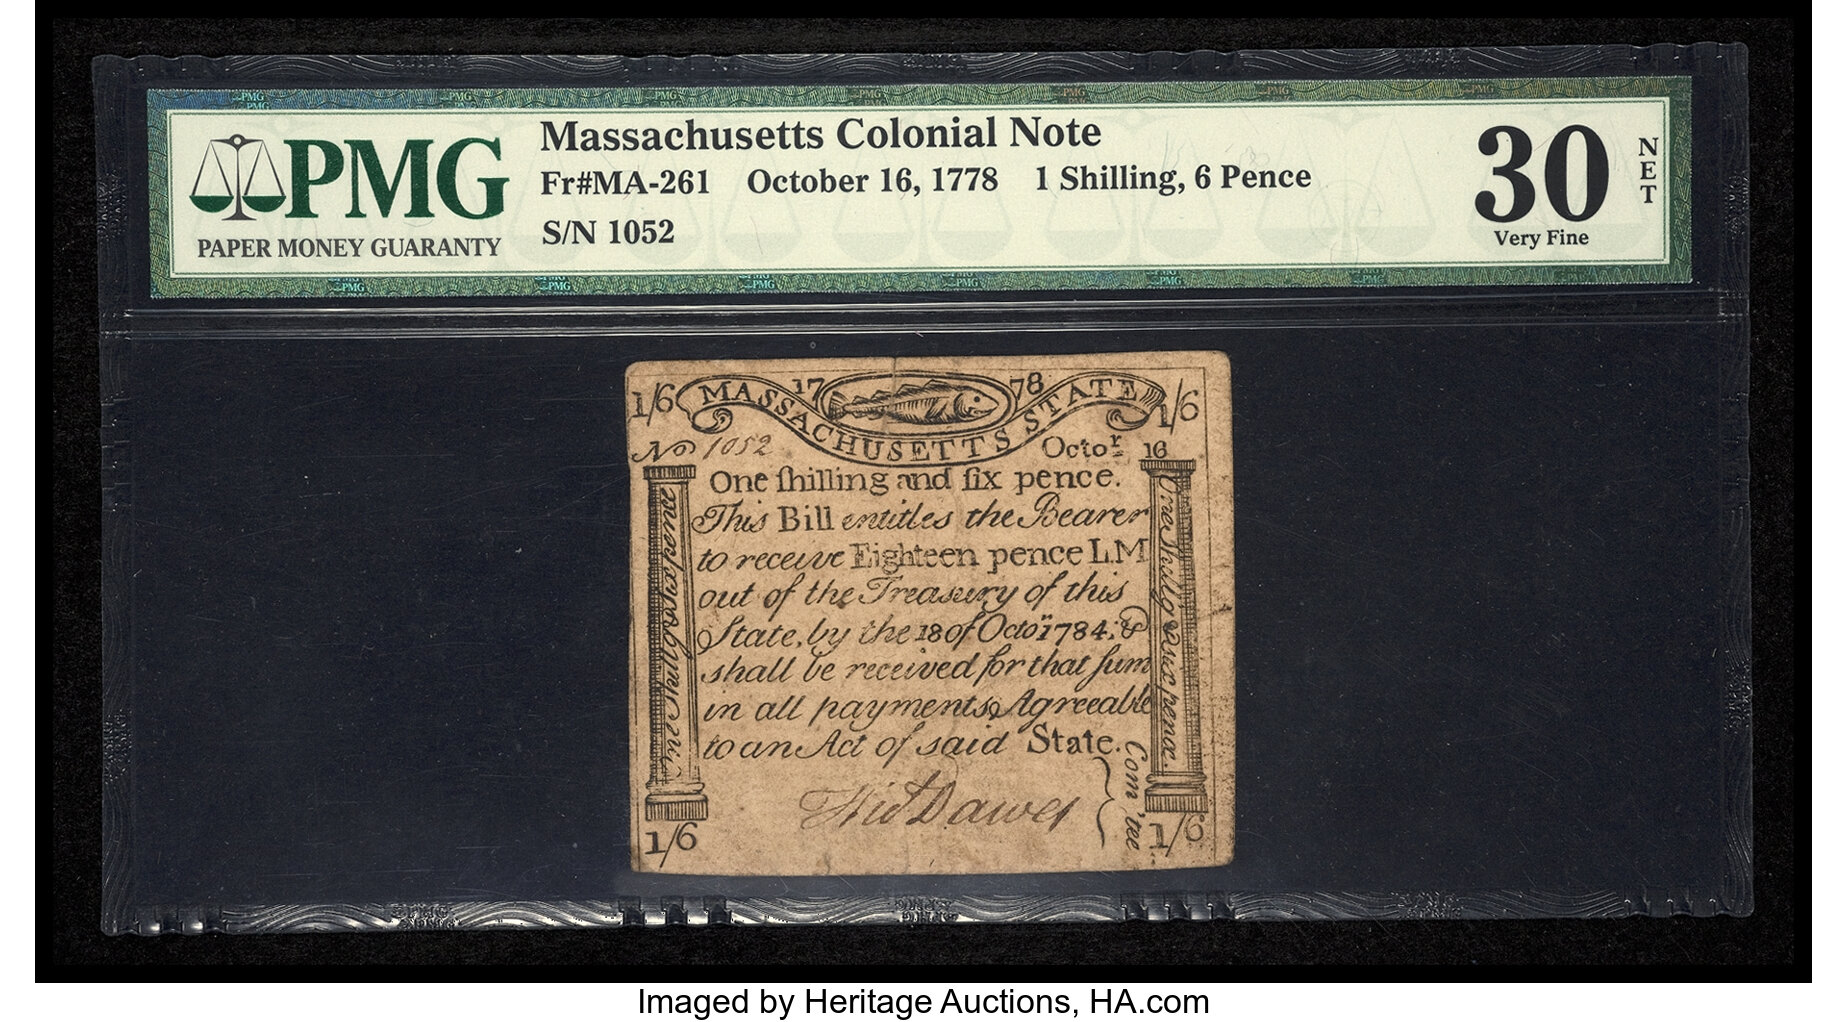 PMG
PAPER MONEY GUARANTY
Massachusetts Colonial Note
Fr#MA-261 October 16, 1778 1 Shilling, 6 Pence
S/N 1052
30
NET
Very Fine
1/6 MASSACHUSETTS STATE 1/6
17 78
No 1052 Octor 16
One ſhilling and ſix pence.
This Bill entitles the Bearer
to receive Eighteen pence L.M
out of the Treasury of this
State, by the 18 of Octor 1784; &
shall be received for that ſum
in all payments Agreeable
to an Act of said State.
Dawes
Com'tee
1/6 1/6
Imaged by Heritage Auctions, HA.com